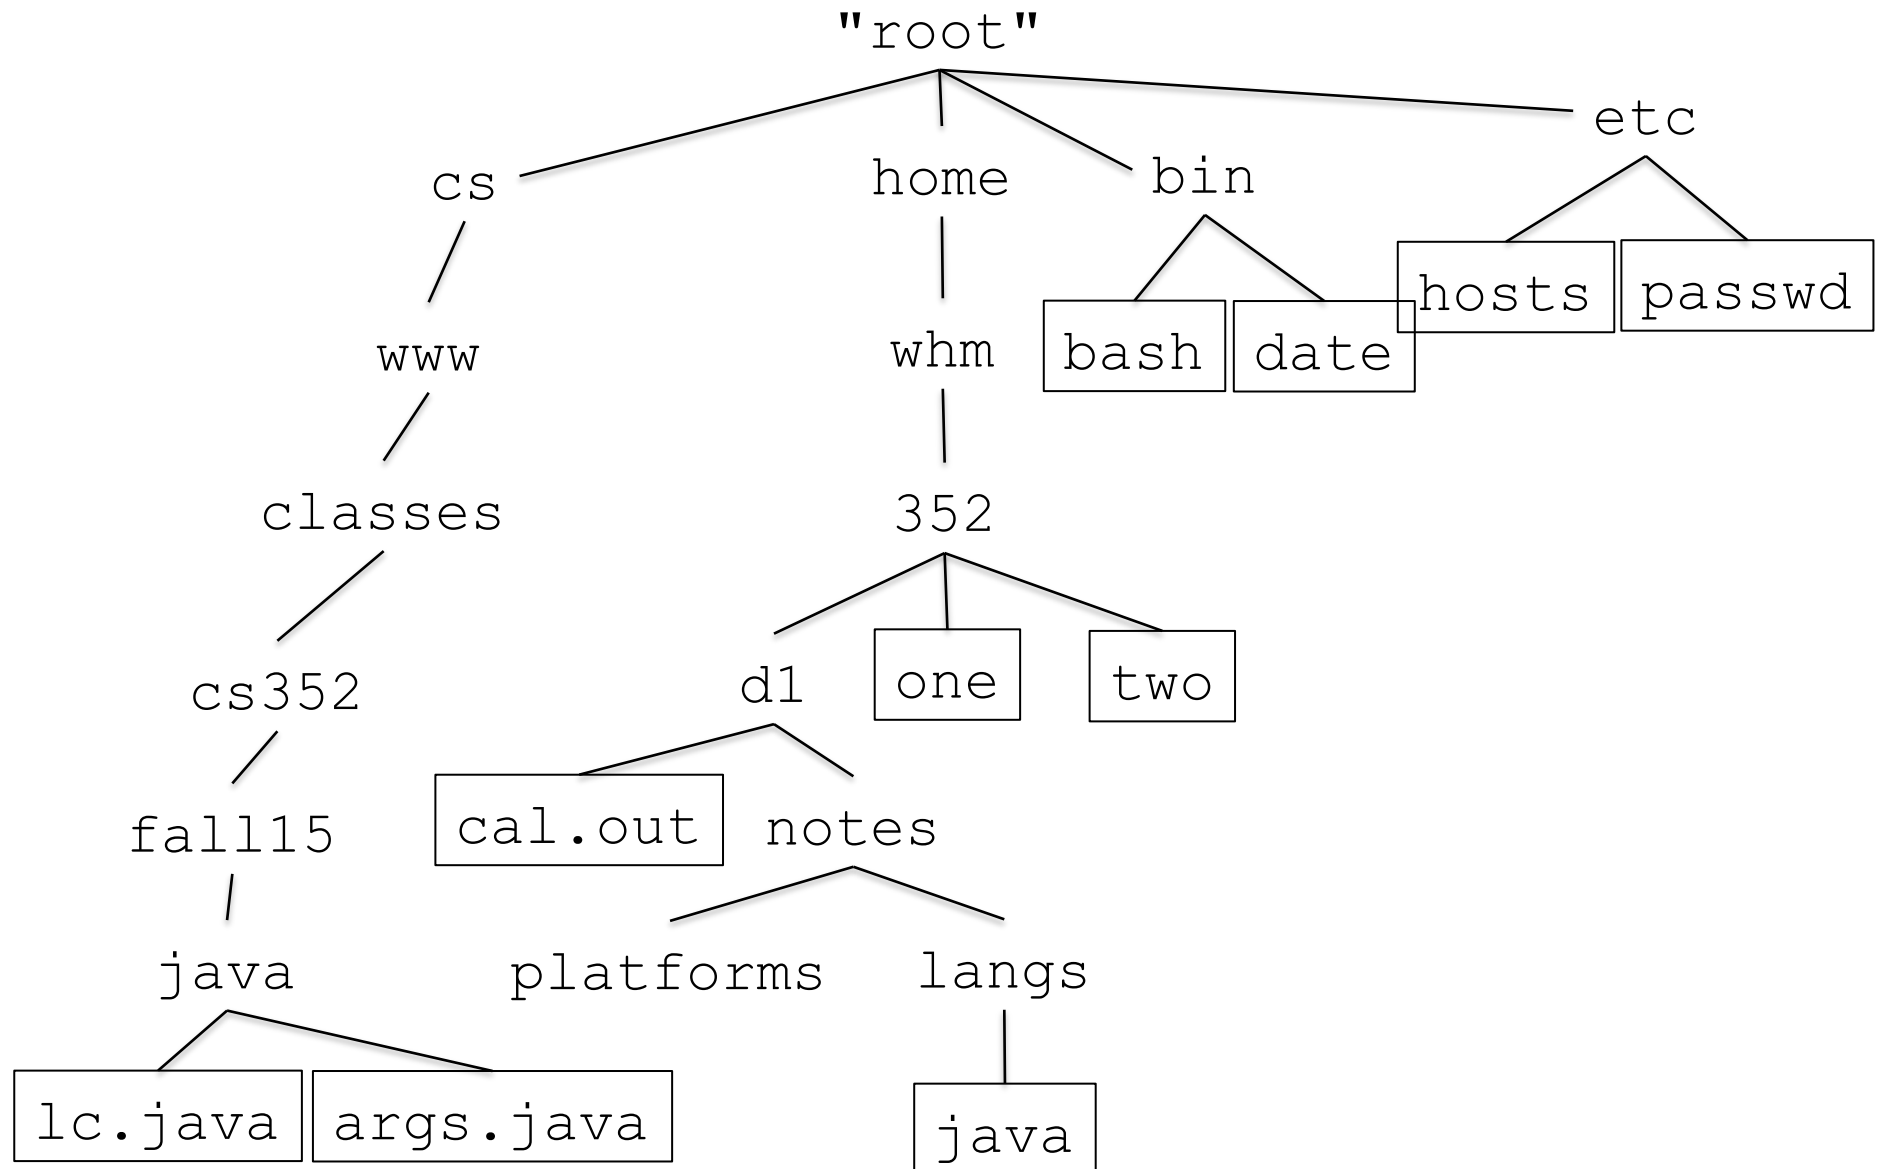 "root"
etc
cs
home
bin
hosts
passwd
www
whm
bash
date
classes
352
cs352
d1
one
two
fall15
cal.out
notes
java
platforms
langs
lc.java
args.java
java